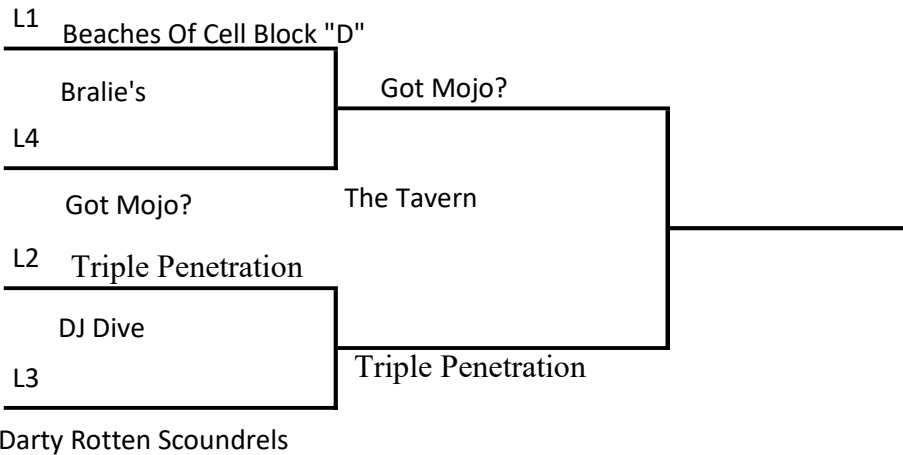 L1
Beaches Of Cell Block "D"
Bralie's
Got Mojo?
L4
Got Mojo?
The Tavern
L2
Triple Penetration
DJ Dive
Triple Penetration
L3
Darty Rotten Scoundrels